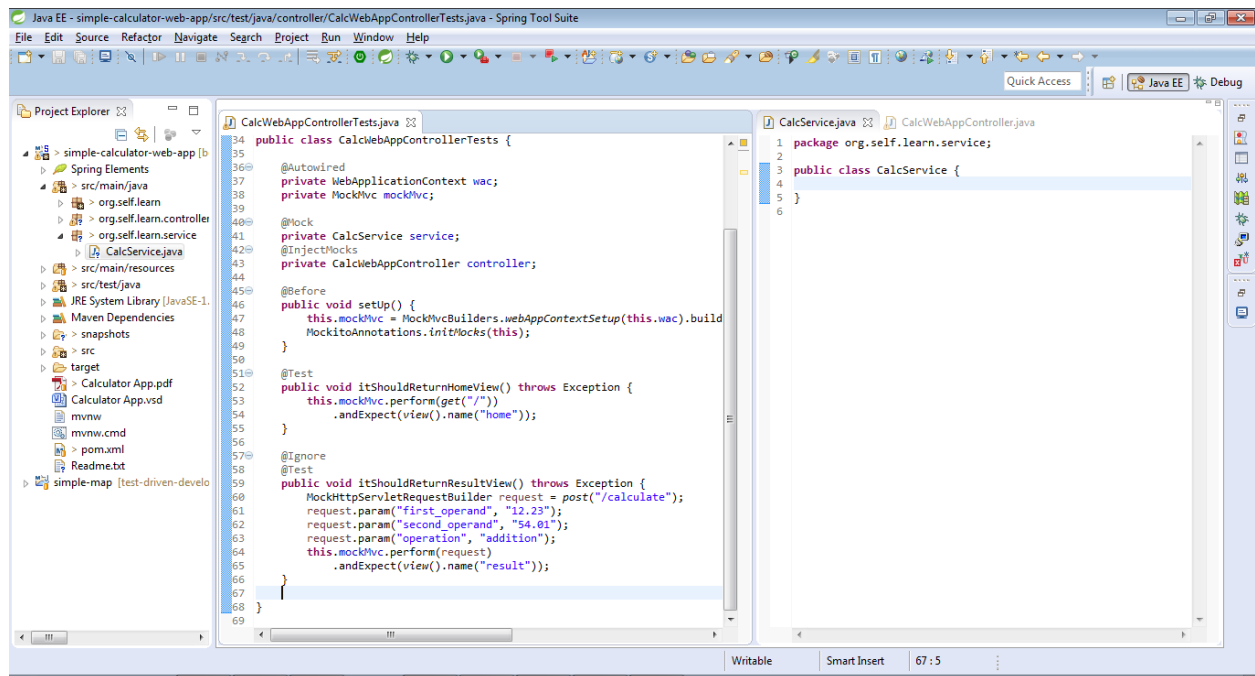 Java EE - simple-calculator-web-app/src/test/java/controller/CalcWebAppControllerTests.java - Spring Tool Suite
File Edit Source Refactor Navigate Search Project Run Window Help
Quick Access
Java EE
Debug
Project Explorer
> simple-calculator-web-app [b
Spring Elements
> src/main/java
> org.self.learn
> org.self.learn.controller
> org.self.learn.service
CalcService.java
> src/main/resources
> src/test/java
JRE System Library [JavaSE-1.
Maven Dependencies
> snapshots
> src
target
> Calculator App.pdf
Calculator App.vsd
mvnw
mvnw.cmd
> pom.xml
Readme.txt
simple-map [test-driven-develo
CalcWebAppControllerTests.java
34 public class CalcWebAppControllerTests {
35
36 @Autowired
37 private WebApplicationContext wac;
38 private MockMvc mockMvc;
39
40 @Mock
41 private CalcService service;
42 @InjectMocks
43 private CalcWebAppController controller;
44
45 @Before
46 public void setUp() {
47 this.mockMvc = MockMvcBuilders.webAppContextSetup(this.wac).build
48 MockitoAnnotations.initMocks(this);
49 }
50
51 @Test
52 public void itShouldReturnHomeView() throws Exception {
53 this.mockMvc.perform(get("/"))
54 .andExpect(view().name("home"));
55 }
56
57 @Ignore
58 @Test
59 public void itShouldReturnResultView() throws Exception {
60 MockHttpServletRequestBuilder request = post("/calculate");
61 request.param("first_operand", "12.23");
62 request.param("second_operand", "54.01");
63 request.param("operation", "addition");
64 this.mockMvc.perform(request)
65 .andExpect(view().name("result"));
66 }
67
68 }
69
CalcService.java
CalcWebAppController.java
1 package org.self.learn.service;
2
3 public class CalcService {
4
5 }
6
Writable
Smart Insert
67 : 5